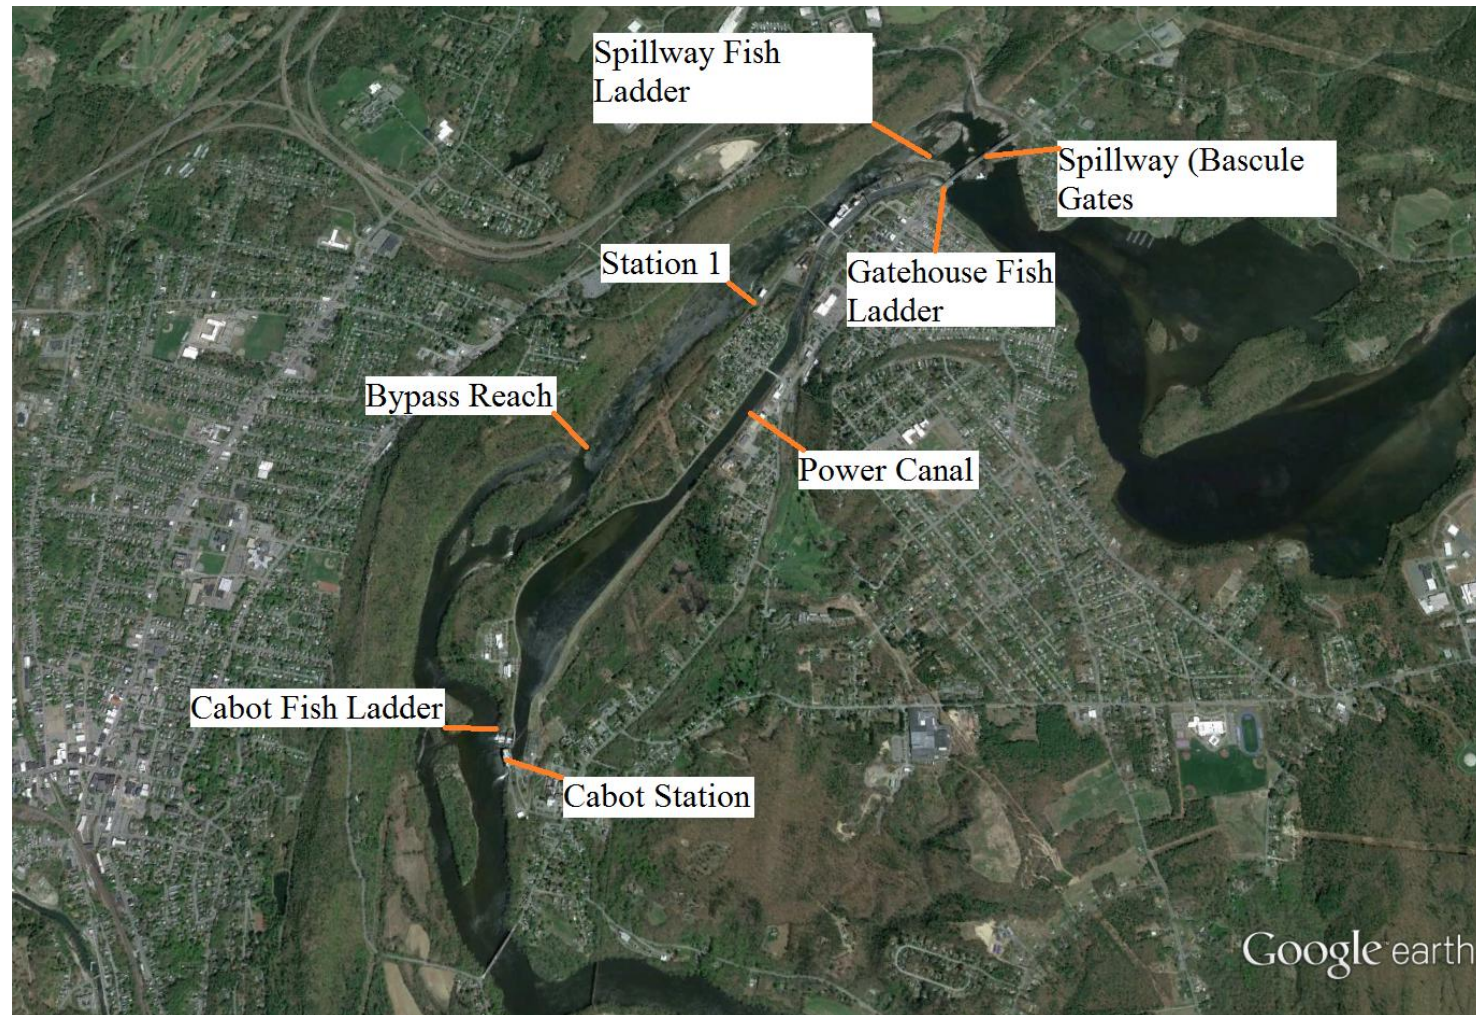 Spillway Fish
Ladder
Spillway (Bascule
Gates
Station 1
Gatehouse Fish
Ladder
Bypass Reach
Power Canal
Cabot Fish Ladder
Cabot Station
Google earth